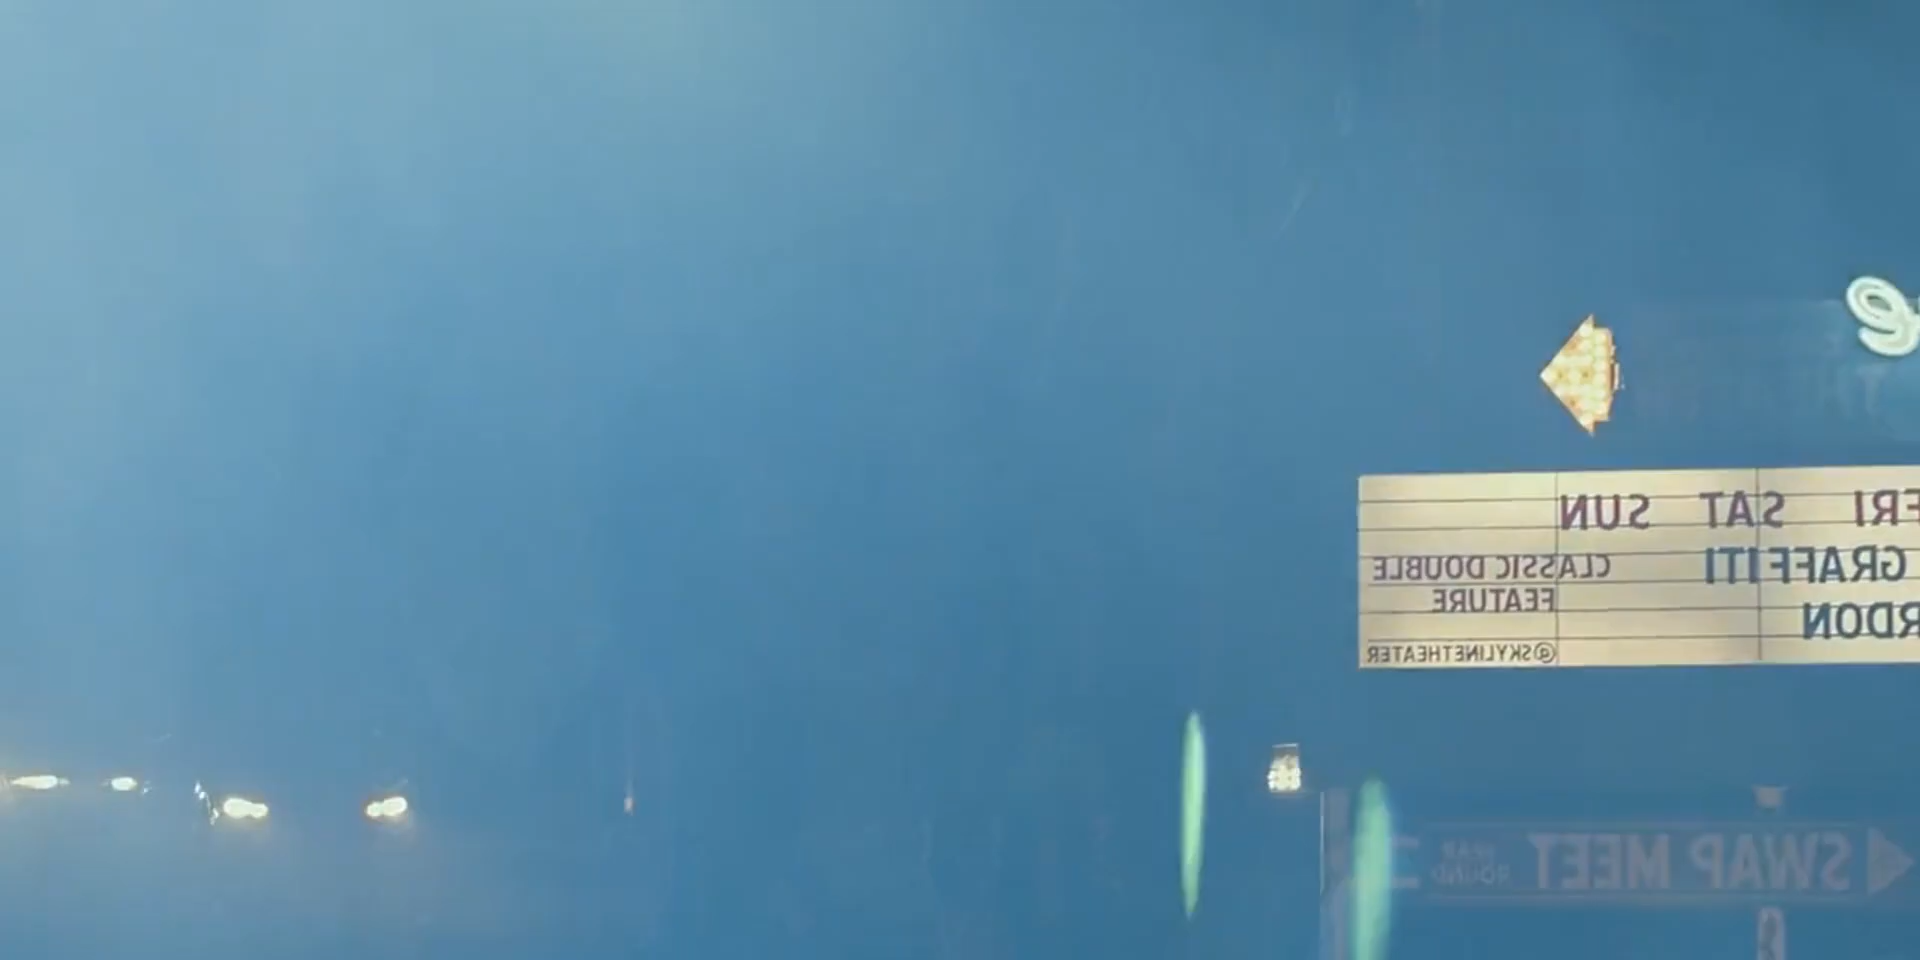 FRI SAT SUN
GRAFFITI
RDON
CLASSIC DOUBLE
FEATURE
@SKYLINETHEATER
SWAP MEET